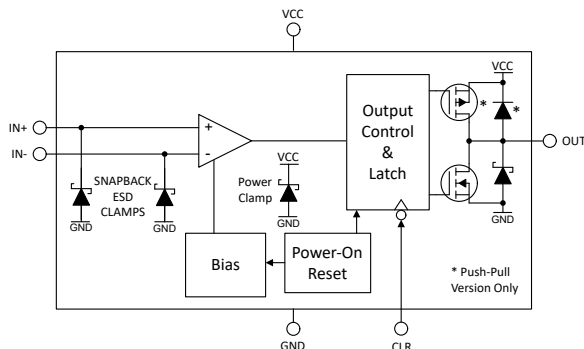 VCC
IN+
IN-
+
-
SNAPBACK
ESD
CLAMPS
GND
GND
VCC
Power
Clamp
GND
Output
Control
&
Latch
VCC
*
*
OUT
GND
Bias
Power-On
Reset
* Push-Pull
Version Only
GND
CLR